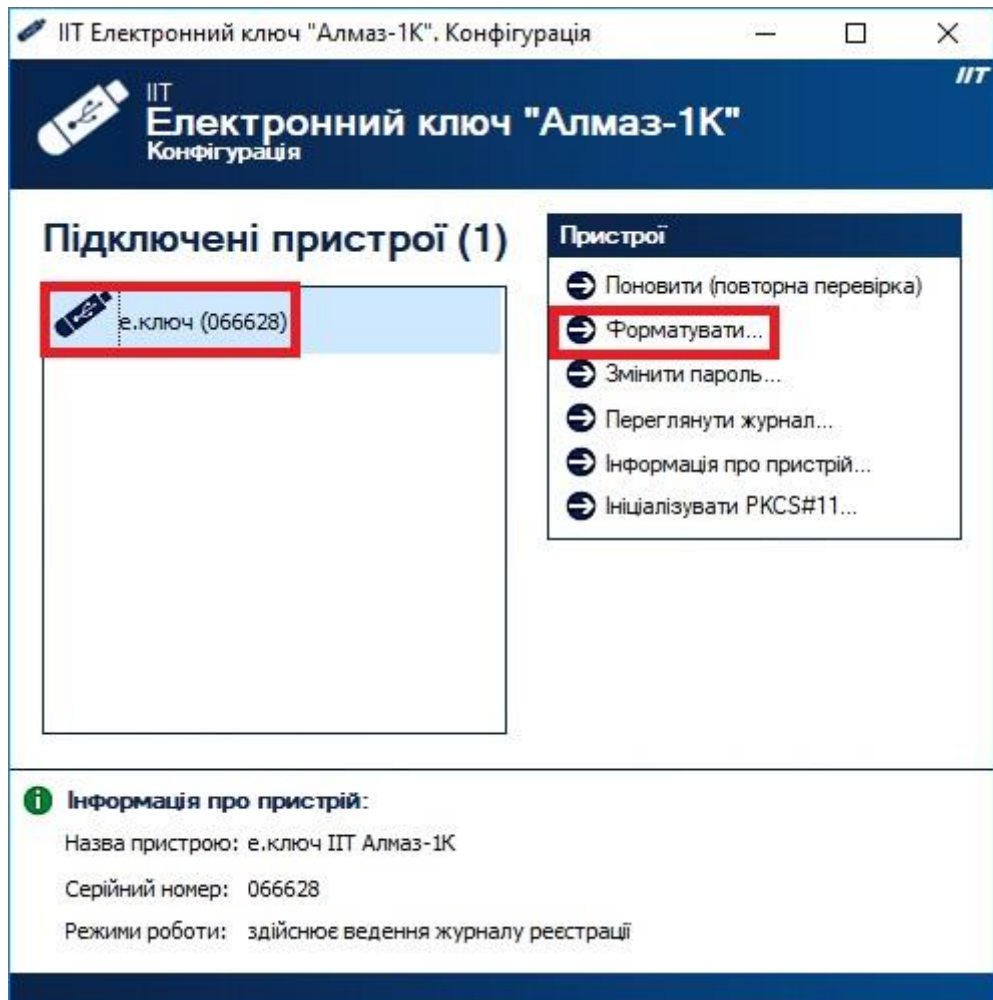 ІІТ Електронний ключ "Алмаз-1К". Конфігурація
ІІТ
ІІТ
Електронний ключ "Алмаз-1К"
Конфігурація
Підключені пристрої (1)
е.ключ (066628)
Пристрої
Поновити (повторна перевірка)
Форматувати...
Змінити пароль...
Переглянути журнал...
Інформація про пристрій...
Ініціалізувати PKCS#11...
Інформація про пристрій:
Назва пристрою: е.ключ ІІТ Алмаз-1К
Серійний номер: 066628
Режими роботи: здійснює ведення журналу реєстрації